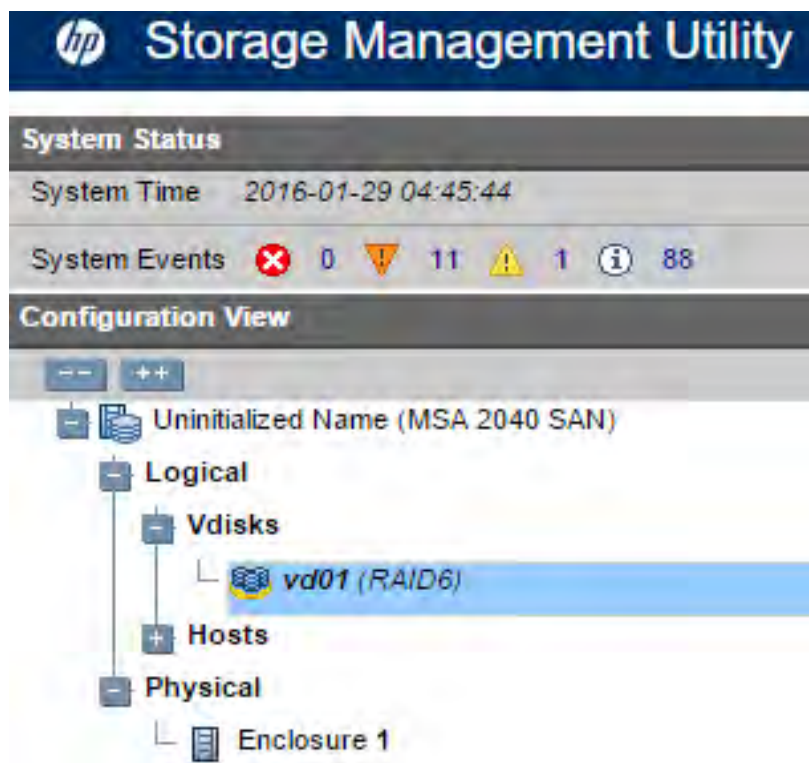 hp Storage Management Utility
System Status
System Time 2016-01-29 04:45:44
System Events 0 11 1 88
Configuration View
-- ++
Uninitialized Name (MSA 2040 SAN)
Logical
Vdisks
vd01 (RAID6)
Hosts
Physical
Enclosure 1